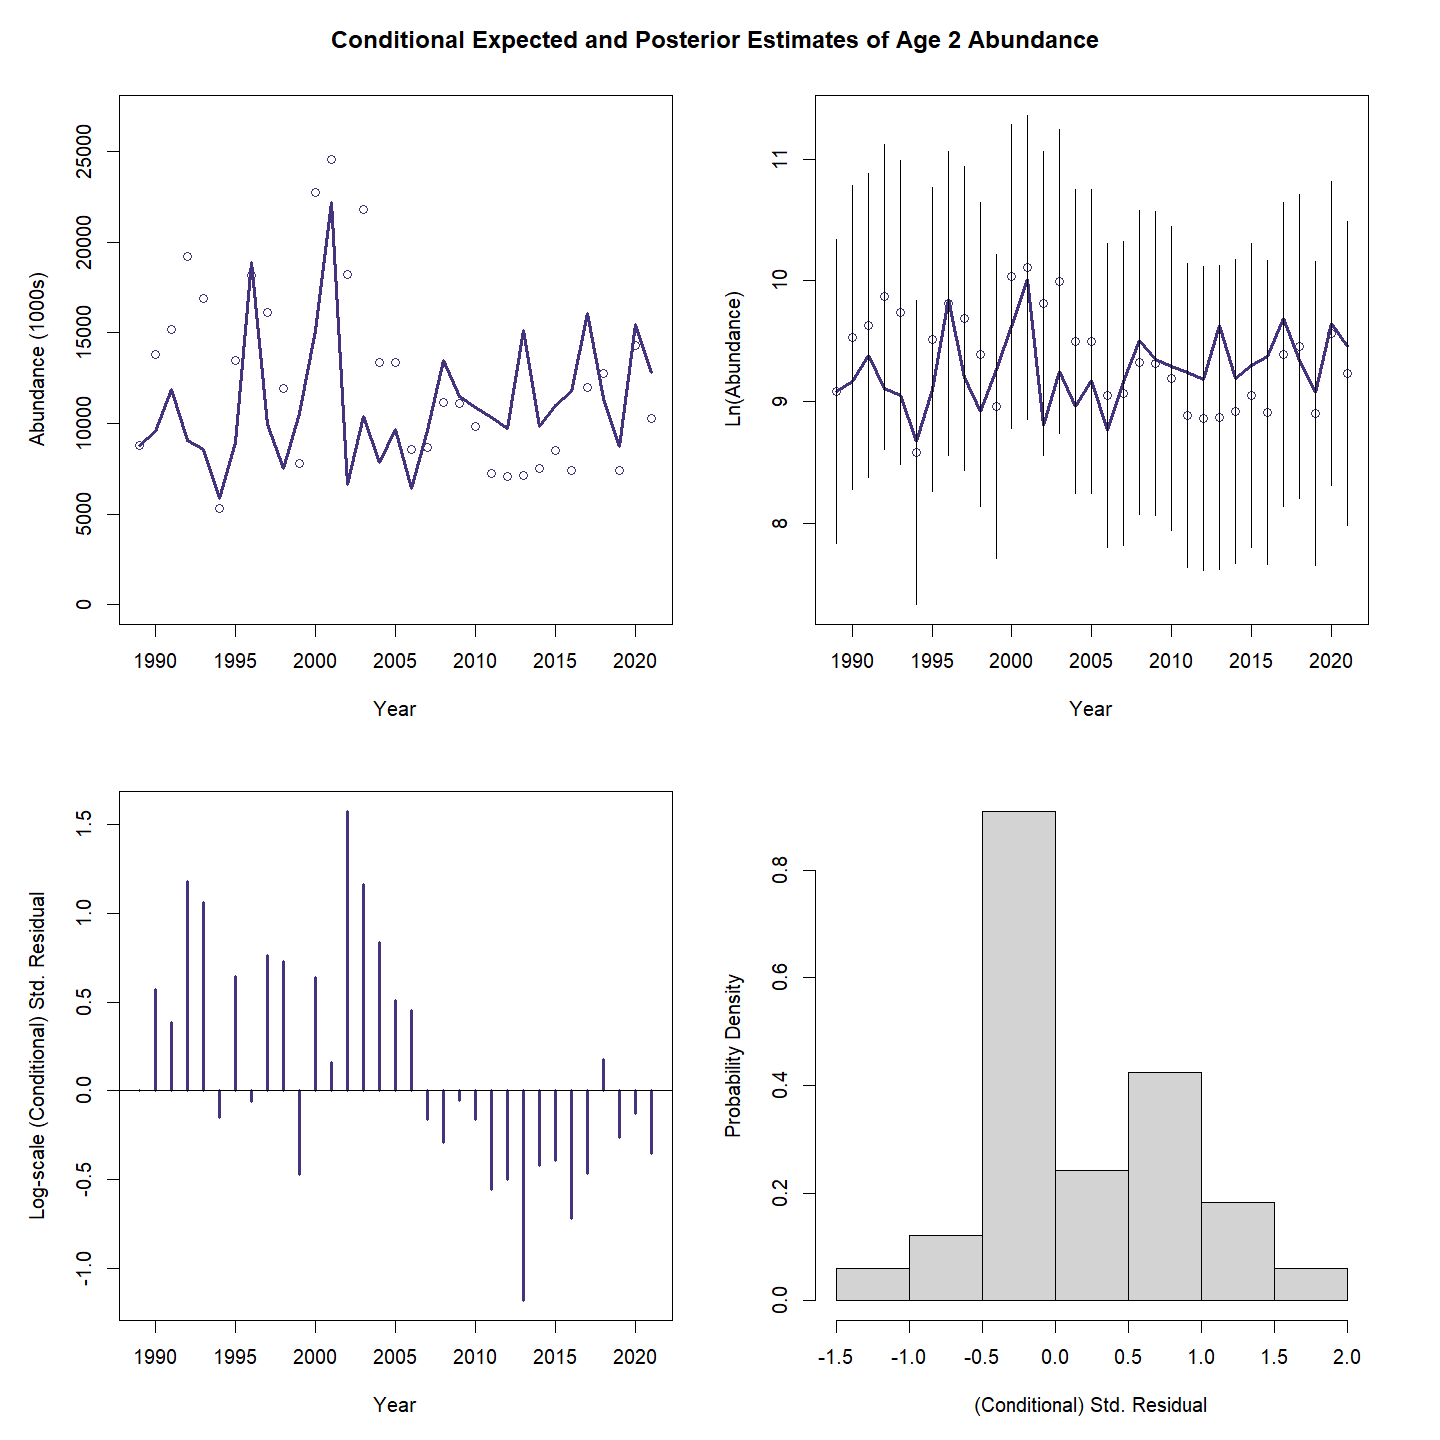 Conditional Expected and Posterior Estimates of Age 2 Abundance
Abundance (1000s)
25000
20000
15000
10000
5000
0
1990 1995 2000 2005 2010 2015 2020
Year
Ln(Abundance)
11
10
9
8
1990 1995 2000 2005 2010 2015 2020
Year
Log-scale (Conditional) Std. Residual
1.5
1.0
0.5
0.0
-0.5
-1.0
1990 1995 2000 2005 2010 2015 2020
Year
Probability Density
0.8
0.6
0.4
0.2
0.0
-1.5 -1.0 -0.5 0.0 0.5 1.0 1.5 2.0
(Conditional) Std. Residual